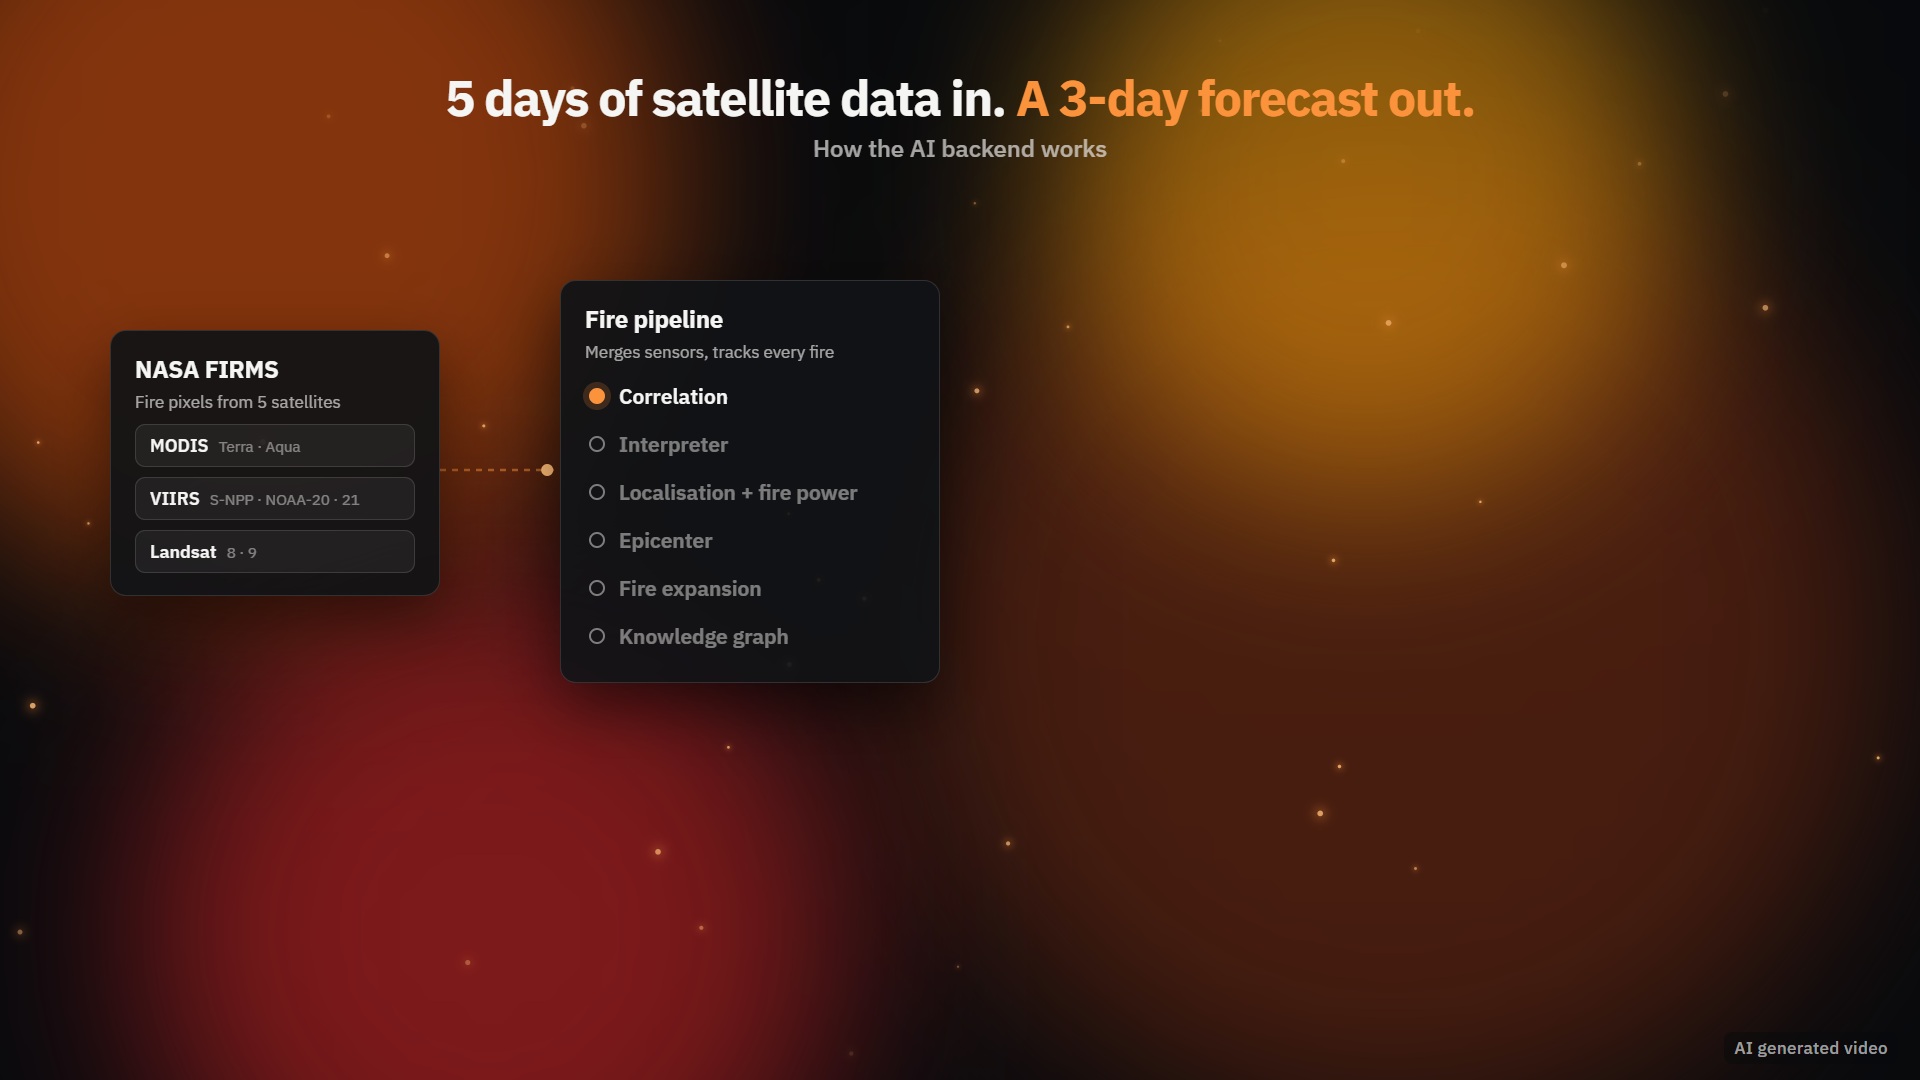 5 days of satellite data in. A 3-day forecast out.
How the AI backend works
NASA FIRMS
Fire pixels from 5 satellites
MODIS Terra · Aqua
VIIRS S-NPP · NOAA-20 · 21
Landsat 8 · 9
Fire pipeline
Merges sensors, tracks every fire
Correlation
Interpreter
Localisation + fire power
Epicenter
Fire expansion
Knowledge graph
AI generated video